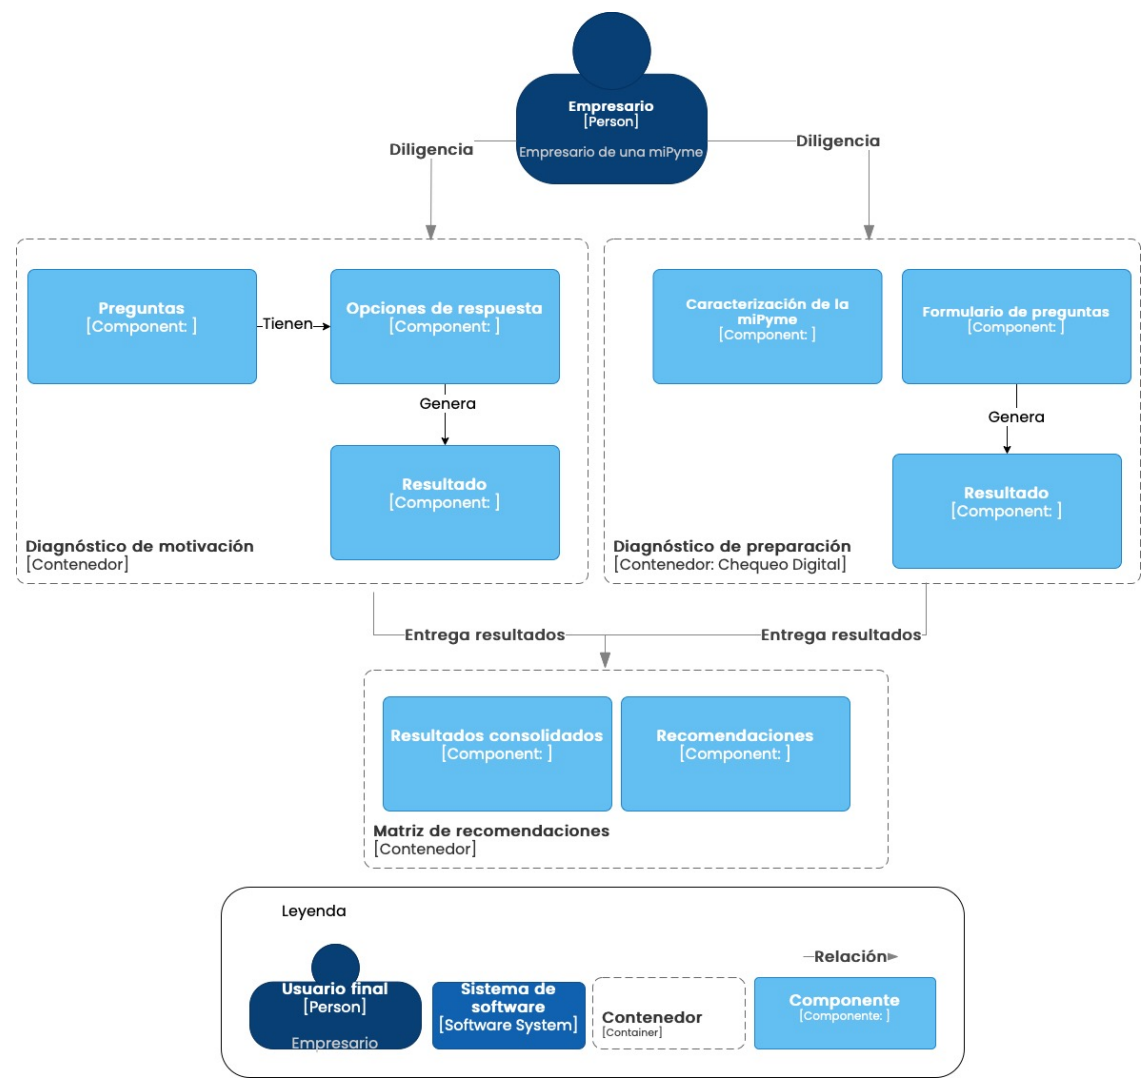 Empresario
[Person]
Empresario de una miPyme
Diligencia
Diligencia
Preguntas
[Component: ]
Tienen
Opciones de respuesta
[Component: ]
Genera
Resultado
[Component: ]
Diagnóstico de motivación
[Contenedor]
Caracterización de la
miPyme
[Component: ]
Formulario de preguntas
[Component: ]
Genera
Resultado
[Component: ]
Diagnóstico de preparación
[Contenedor: Chequeo Digital]
Entrega resultados
Entrega resultados
Resultados consolidados
[Component: ]
Recomendaciones
[Component: ]
Matriz de recomendaciones
[Contenedor]
Leyenda
Usuario final
[Person]
Empresario
Sistema de
software
[Software System]
Contenedor
[Container]
Relación
Componente
[Componente: ]